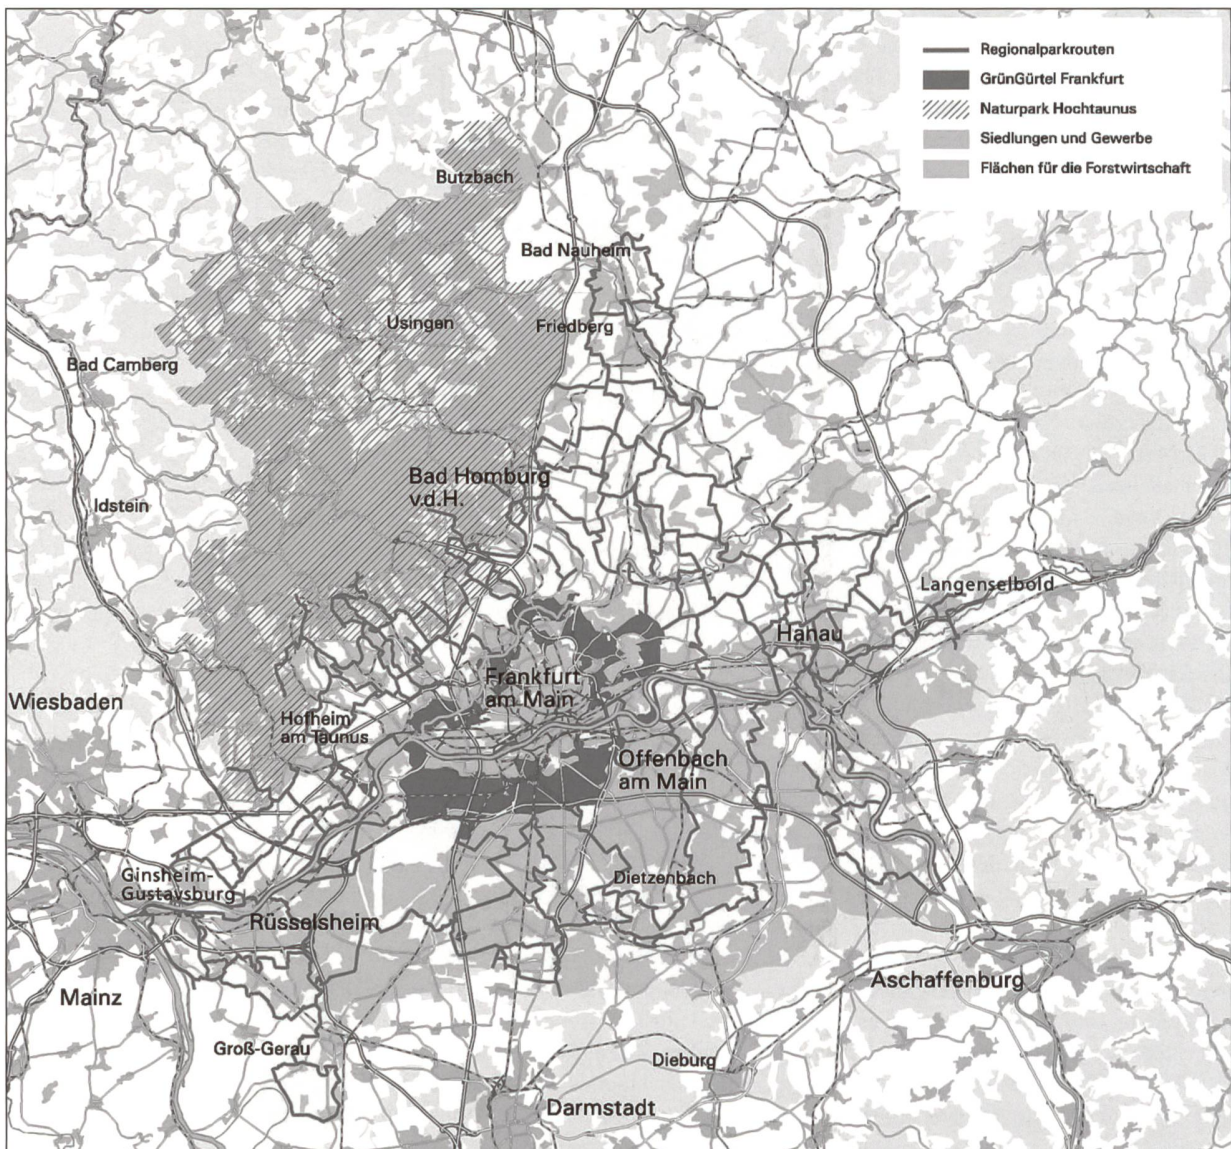 Regionalparkrouten
GrünGürtel Frankfurt
Naturpark Hochtaunus
Siedlungen und Gewerbe
Flächen für die Forstwirtschaft
Butzbach
Bad Nauheim
Usingen
Friedberg
Bad Camberg
Bad Homburg
v.d.H.
Idstein
Langenselbold
Hanau
Frankfurt
am Main
Wiesbaden
Hofheim
am Taunus
Offenbach
am Main
Ginsheim-
Gustavsburg
Dietzenbach
Rüsselsheim
Aschaffenburg
Mainz
Groß-Gerau
Dieburg
Darmstadt